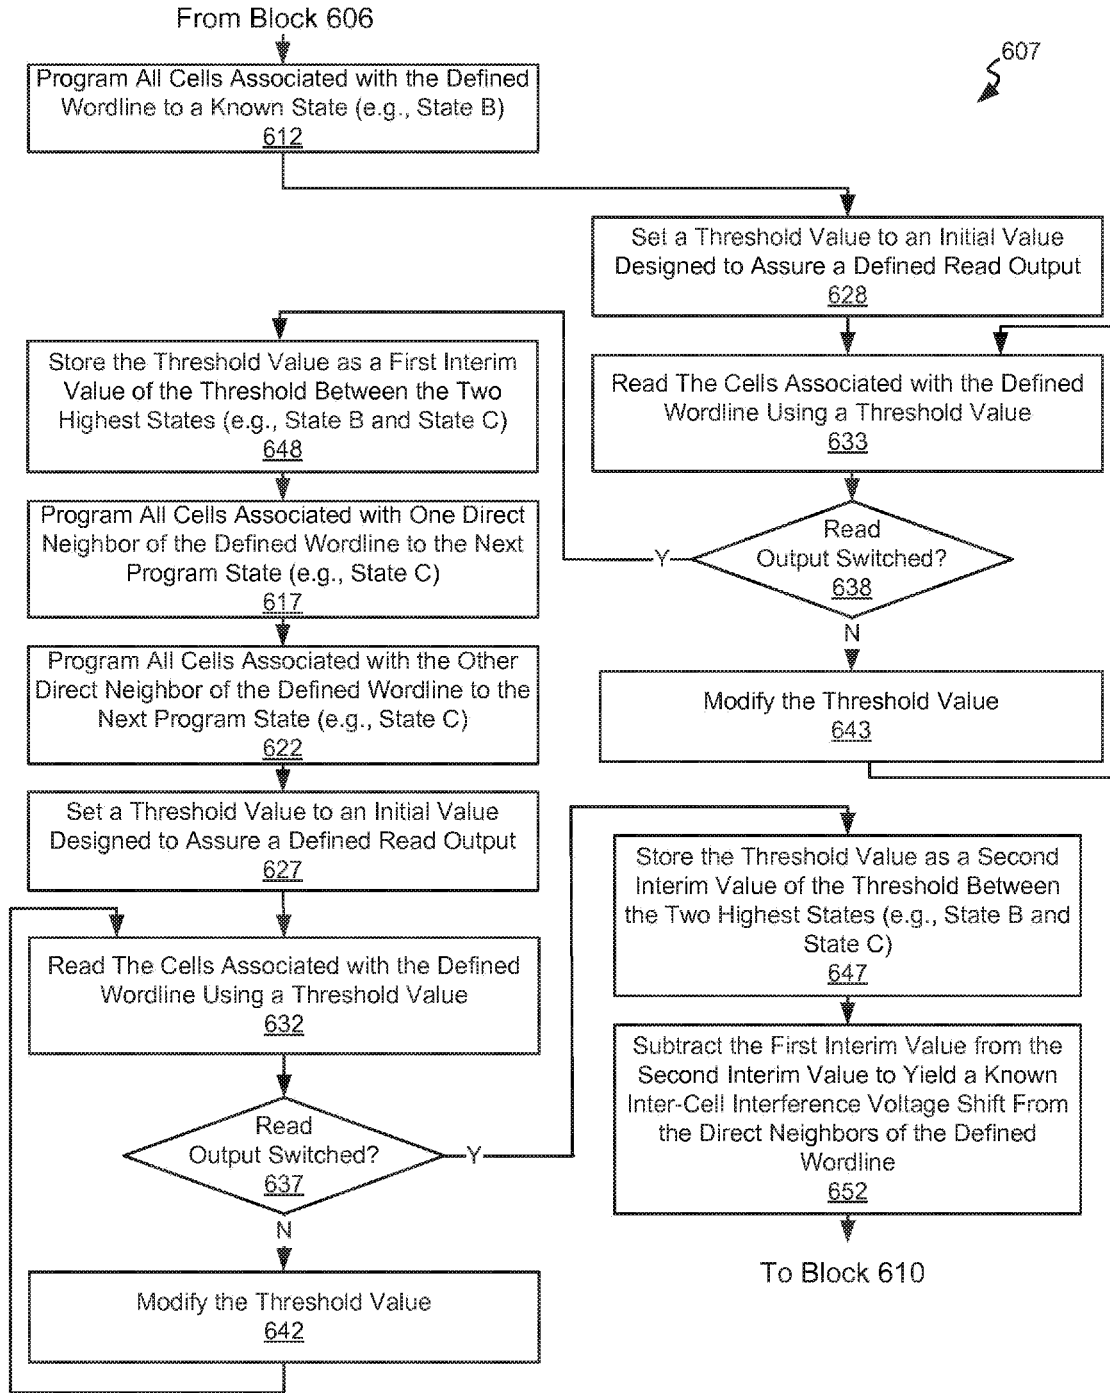 From Block 606
607
Program All Cells Associated with the Defined
Wordline to a Known State (e.g., State B)
612
Set a Threshold Value to an Initial Value
Designed to Assure a Defined Read Output
628
Read The Cells Associated with the Defined
Wordline Using a Threshold Value
633
Read
Output Switched?
638
Y
N
Modify the Threshold Value
643
Store the Threshold Value as a First Interim
Value of the Threshold Between the Two
Highest States (e.g., State B and State C)
648
Program All Cells Associated with One Direct
Neighbor of the Defined Wordline to the Next
Program State (e.g., State C)
617
Program All Cells Associated with the Other
Direct Neighbor of the Defined Wordline to the
Next Program State (e.g., State C)
622
Set a Threshold Value to an Initial Value
Designed to Assure a Defined Read Output
627
Read The Cells Associated with the Defined
Wordline Using a Threshold Value
632
Read
Output Switched?
637
Y
N
Modify the Threshold Value
642
Store the Threshold Value as a Second
Interim Value of the Threshold Between
the Two Highest States (e.g., State B and
State C)
647
Subtract the First Interim Value from the
Second Interim Value to Yield a Known
Inter-Cell Interference Voltage Shift From
the Direct Neighbors of the Defined
Wordline
652
To Block 610